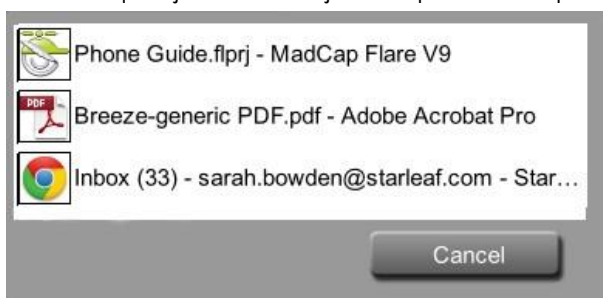 Phone Guide.flprj - MadCap Flare V9
PDF
Breeze-generic PDF.pdf - Adobe Acrobat Pro
Inbox (33) - sarah.bowden@starleaf.com - Star...
Cancel